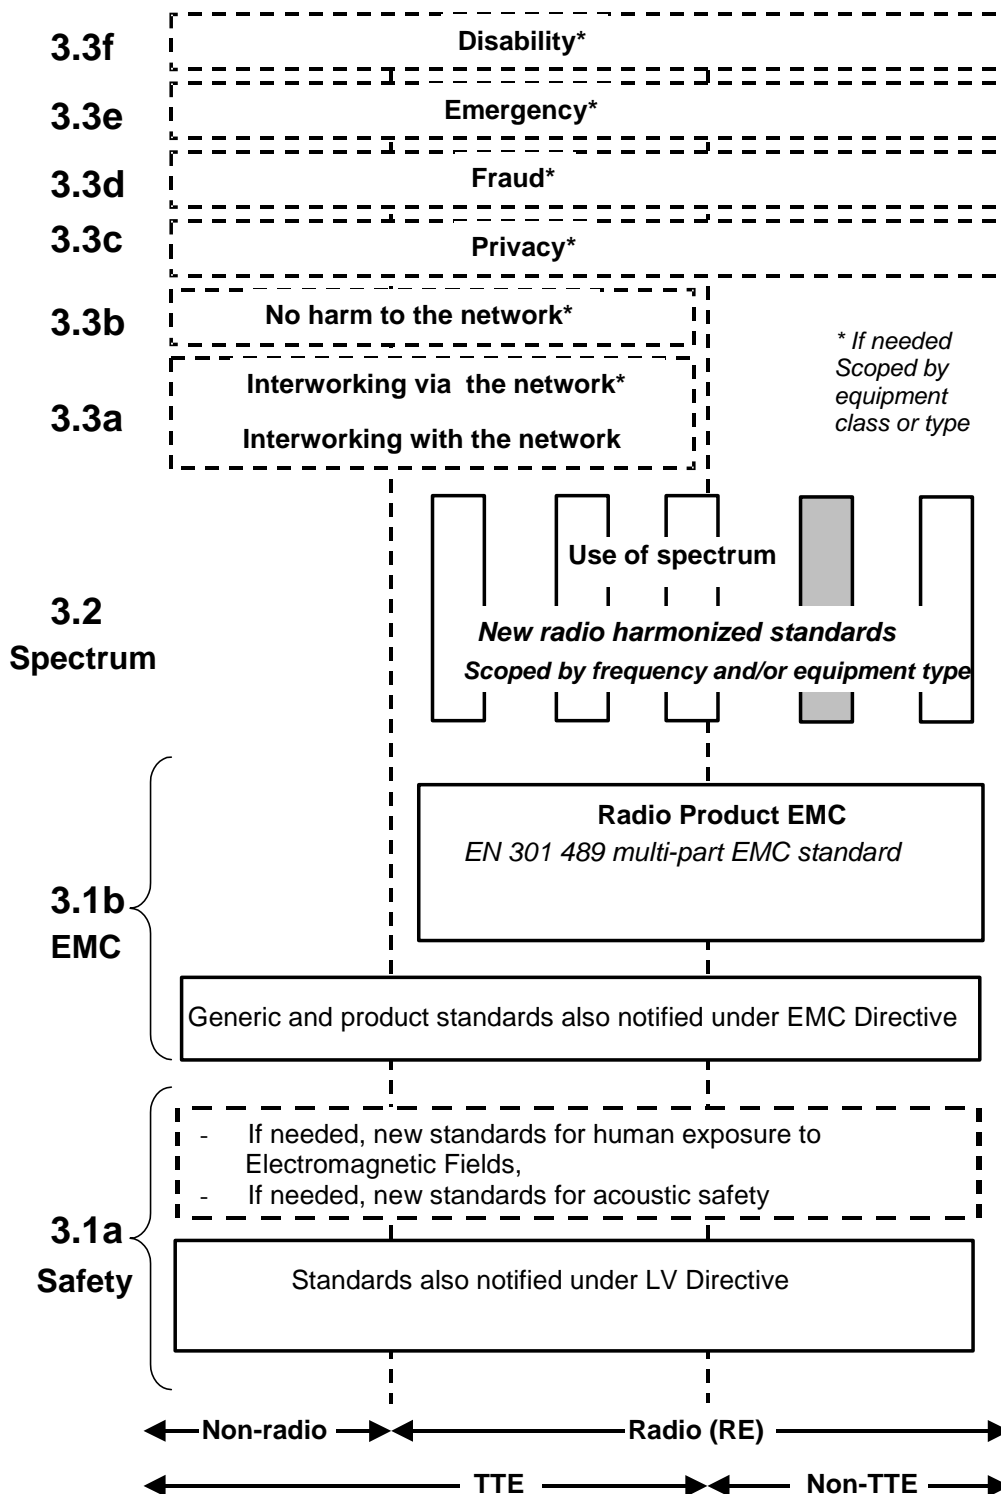 3.3f
Disability*
3.3e
Emergency*
3.3d
Fraud*
3.3c
Privacy*
3.3b
No harm to the network*
3.3a
Interworking via the network*
Interworking with the network
* If needed
Scoped by
equipment
class or type
3.2
Spectrum
Use of spectrum
New radio harmonized standards
Scoped by frequency and/or equipment type
3.1b
EMC
Radio Product EMC
EN 301 489 multi-part EMC standard
Generic and product standards also notified under EMC Directive
3.1a
Safety
- If needed, new standards for human exposure to
Electromagnetic Fields,
- If needed, new standards for acoustic safety
Standards also notified under LV Directive
Non-radio
Radio (RE)
TTE
Non-TTE